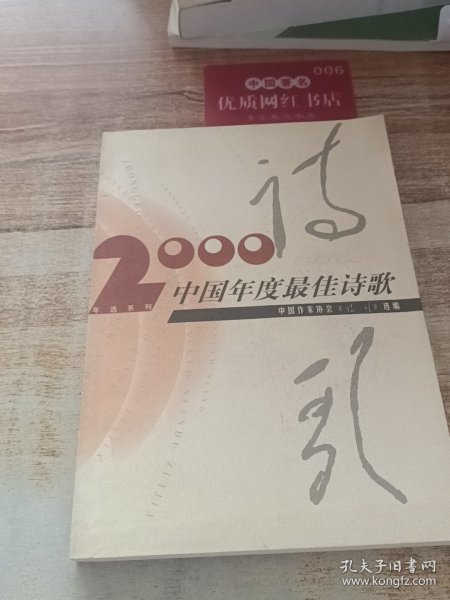 006
中国著名
优质网红书店
诗歌
2000
中国年度最佳诗歌
年选系列
中国作家协会《诗刊》选编
孔夫子旧书网
www.kongfz.com